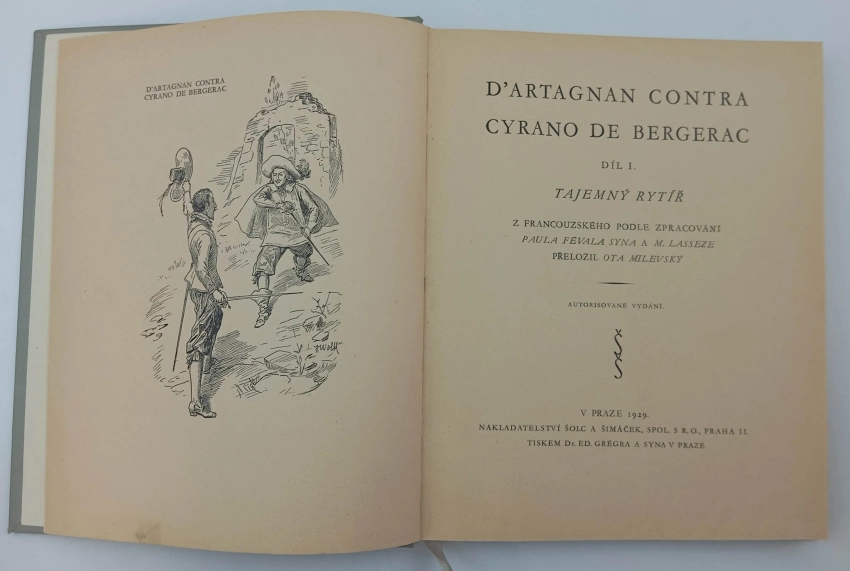 D'ARTAGNAN CONTRA
CYRANO DE BERGERAC
D'ARTAGNAN CONTRA
CYRANO DE BERGERAC
DÍL I.
TAJEMNÝ RYTÍŘ
Z FRANCOUZSKÉHO PODLE ZPRACOVÁNÍ
PAULA FÉVALA SYNA A M. LASSEZE
PŘELOŽIL OTA MILEVSKÝ
AUTORISOVANÉ VYDÁNÍ.
V PRAZE 1929.
NAKLADATELSTVÍ ŠOLC A ŠIMÁČEK, SPOL. S R. O., PRAHA II.
TISKEM Dr. ED. GRÉGRA A SYNA V PRAZE